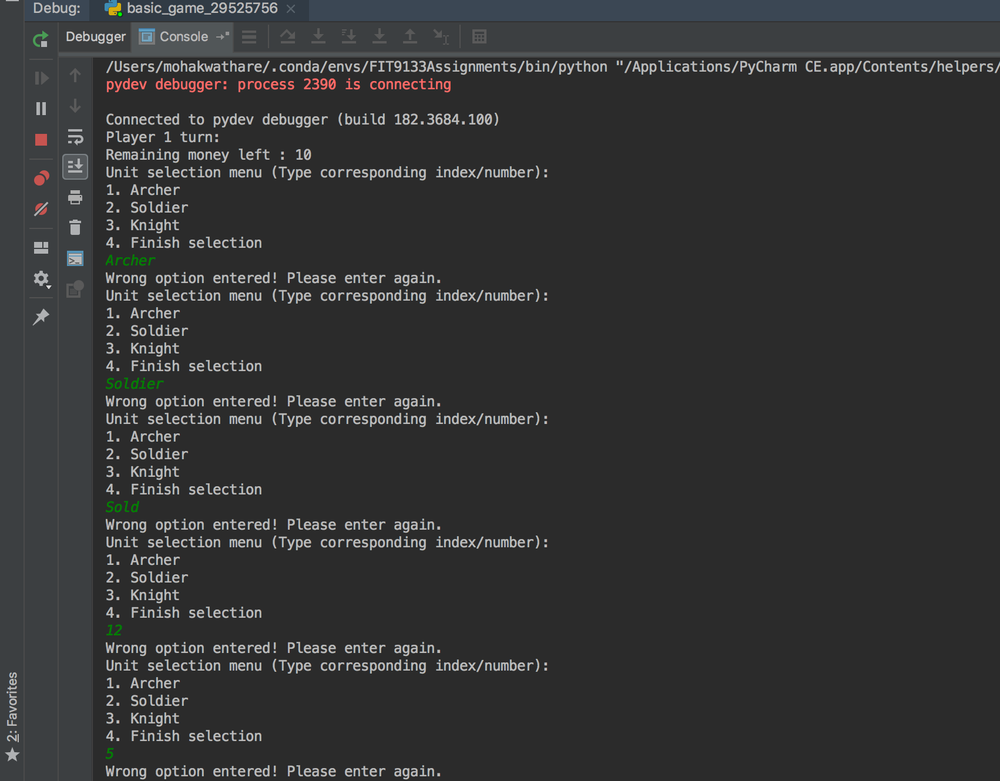 Debug: basic_game_29525756
Debugger Console
/Users/mohakwathare/.conda/envs/FIT9133Assignments/bin/python "/Applications/PyCharm CE.app/Contents/helpers/
pydev debugger: process 2390 is connecting
Connected to pydev debugger (build 182.3684.100)
Player 1 turn:
Remaining money left : 10
Unit selection menu (Type corresponding index/number):
1. Archer
2. Soldier
3. Knight
4. Finish selection
Archer
Wrong option entered! Please enter again.
Unit selection menu (Type corresponding index/number):
1. Archer
2. Soldier
3. Knight
4. Finish selection
Soldier
Wrong option entered! Please enter again.
Unit selection menu (Type corresponding index/number):
1. Archer
2. Soldier
3. Knight
4. Finish selection
Sold
Wrong option entered! Please enter again.
Unit selection menu (Type corresponding index/number):
1. Archer
2. Soldier
3. Knight
4. Finish selection
12
Wrong option entered! Please enter again.
Unit selection menu (Type corresponding index/number):
1. Archer
2. Soldier
3. Knight
4. Finish selection
5
Wrong option entered! Please enter again.
2: Favorites